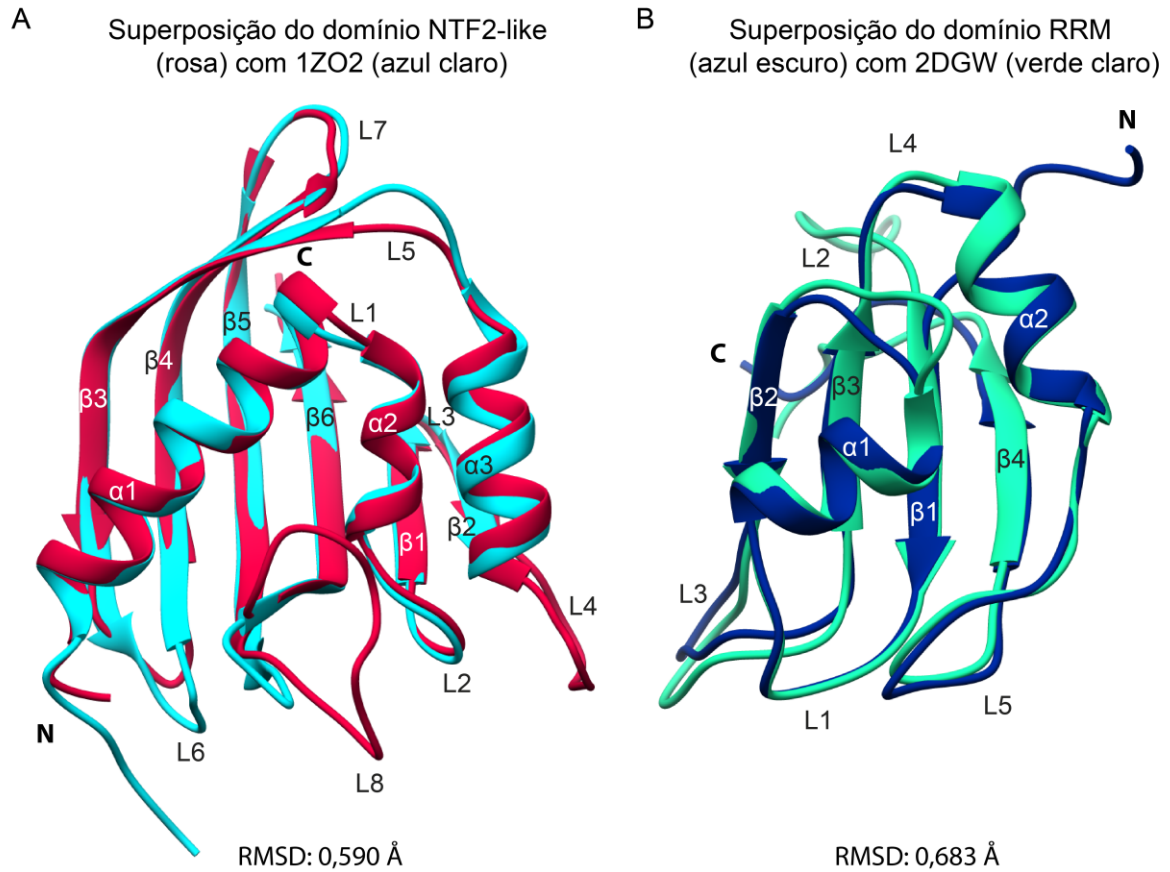 A
Superposição do domínio NTF2-like
(rosa) com 1ZO2 (azul claro)
L7
L5
C
L1
β5
β4
β3
β6
α2
L3
α3
α1
β2
β1
L4
L2
N
L6
L8
RMSD: 0,590 Å
B
Superposição do domínio RRM
(azul escuro) com 2DGW (verde claro)
N
L4
L2
α2
C
β3
β2
α1
β4
β1
L3
L5
L1
RMSD: 0,683 Å